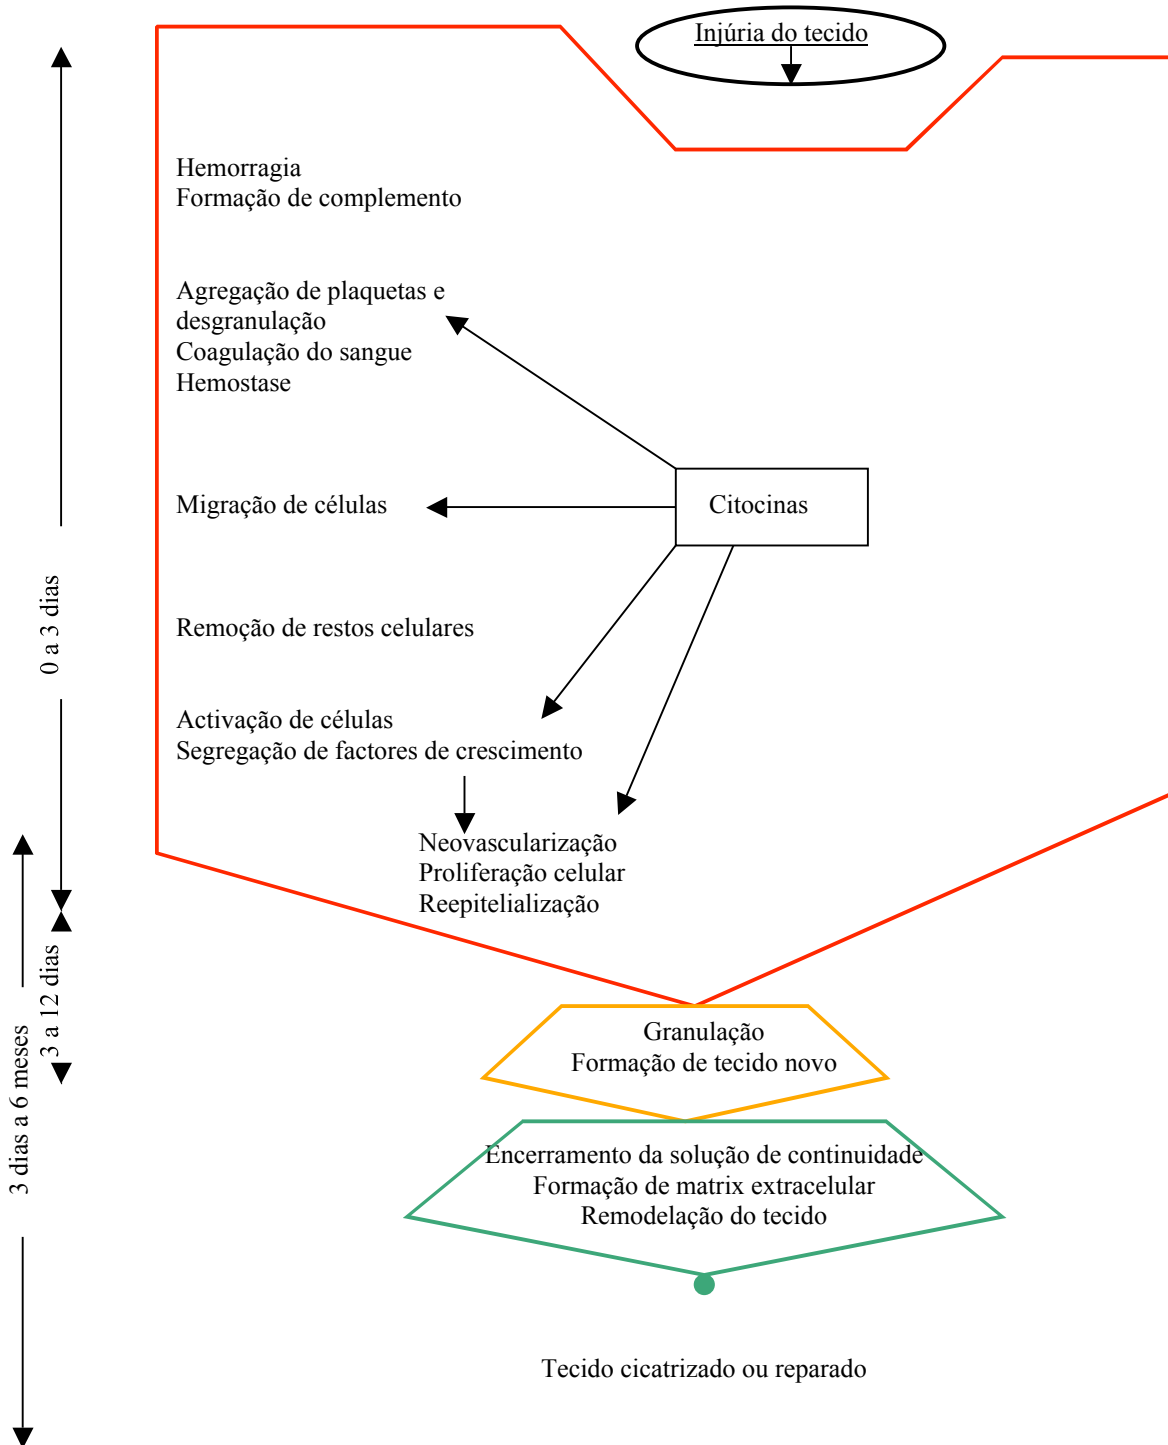 Injúria do tecido
Hemorragia
Formação de complemento
Agregação de plaquetas e
desgranulação
Coagulação do sangue
Hemostase
Migração de células
Citocinas
0 a 3 dias
Remoção de restos celulares
Activação de células
Segregação de factores de crescimento
Neovascularização
Proliferação celular
Reepitelialização
3 a 12 dias
3 dias a 6 meses
Granulação
Formação de tecido novo
Encerramento da solução de continuidade
Formação de matrix extracelular
Remodelação do tecido
Tecido cicatrizado ou reparado